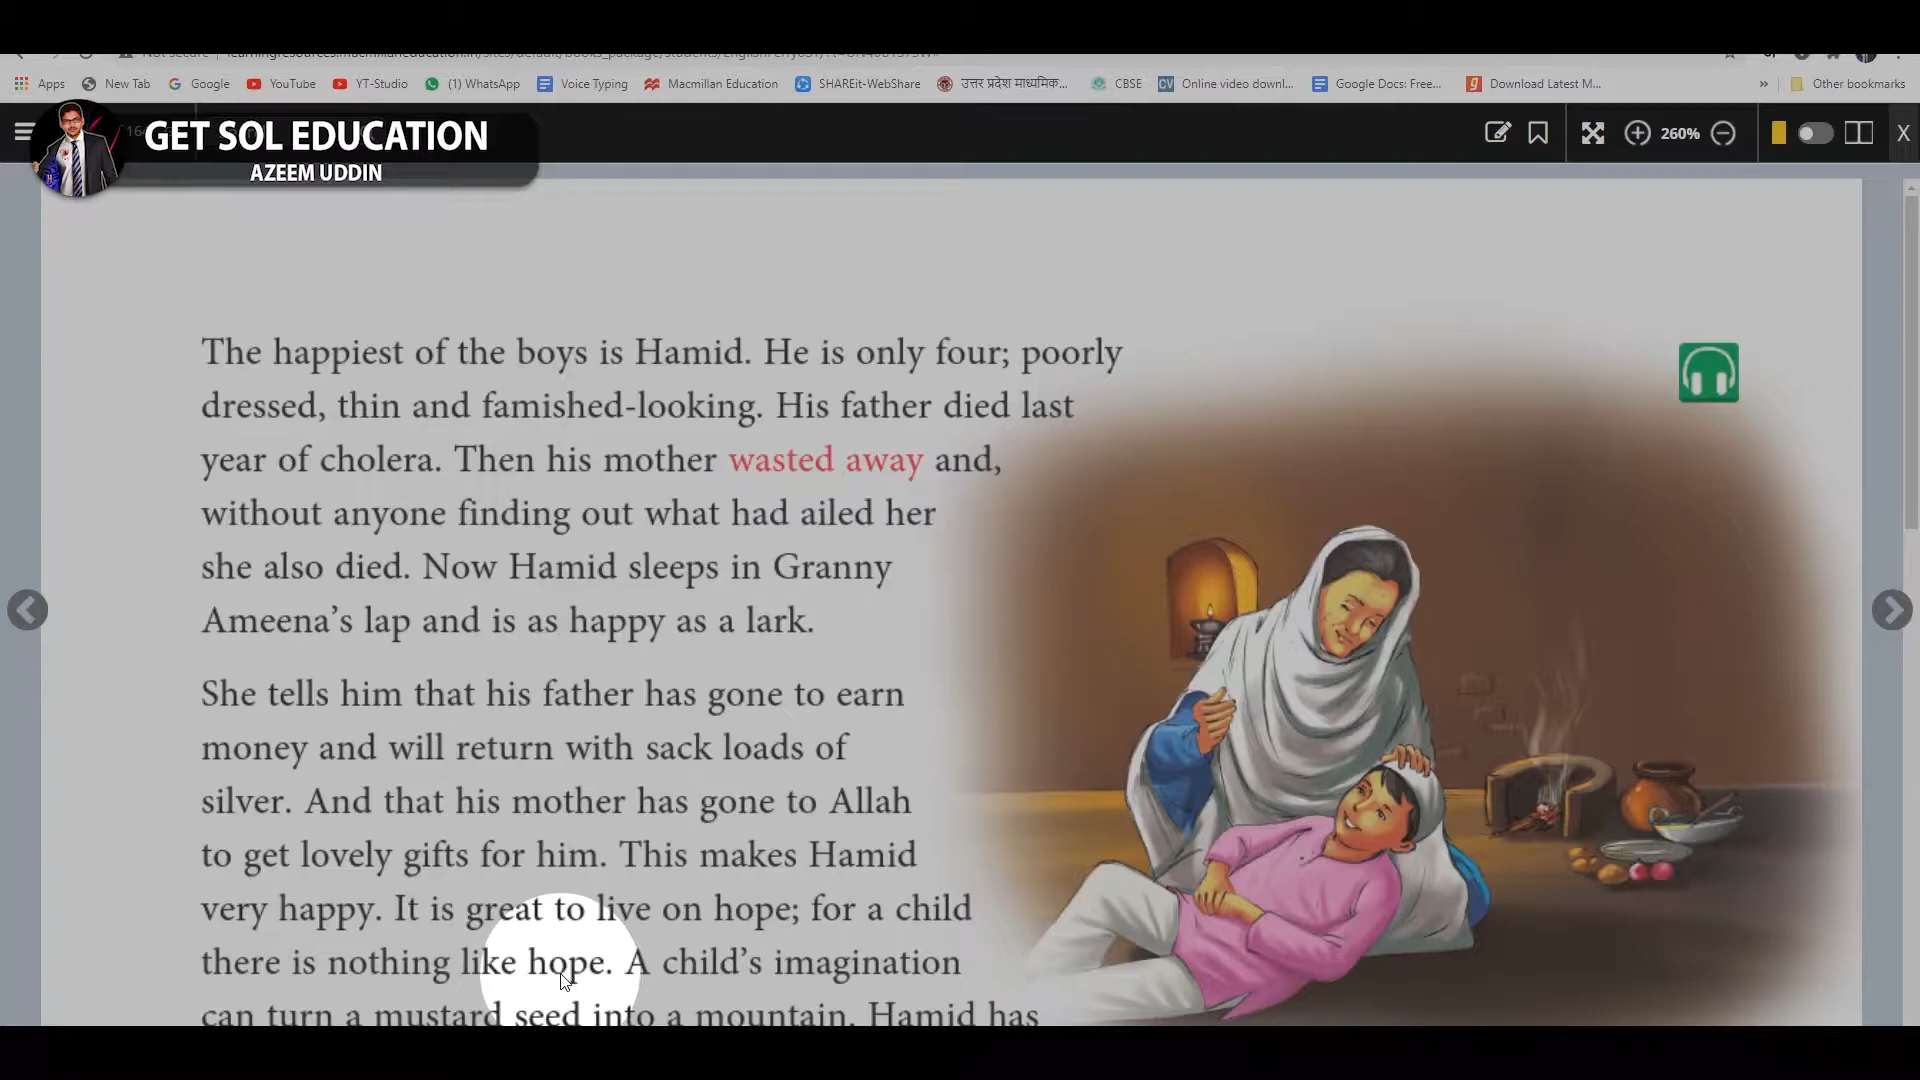 Apps
New Tab
Google
YouTube
YT-Studio
(1) WhatsApp
Voice Typing
Macmillan Education
SHAREit-WebShare
उत्तर प्रदेश माध्यमिक...
CBSE
Online video downl...
Google Docs: Free...
Download Latest M...
»
Other bookmarks
GET SOL EDUCATION
AZEEM UDDIN
260%
X
The happiest of the boys is Hamid. He is only four; poorly
dressed, thin and famished-looking. His father died last
year of cholera. Then his mother wasted away and,
without anyone finding out what had ailed her
she also died. Now Hamid sleeps in Granny
Ameena’s lap and is as happy as a lark.
She tells him that his father has gone to earn
money and will return with sack loads of
silver. And that his mother has gone to Allah
to get lovely gifts for him. This makes Hamid
very happy. It is great to live on hope; for a child
there is nothing like hope. A child’s imagination
can turn a mustard seed into a mountain. Hamid has